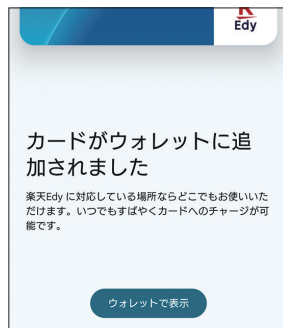 Edy
カードがウォレットに追
加されました
楽天Edy に対応している場所ならどこでもお使いいた
だけます。いつでもすばやくカードへのチャージが可
能です。
ウォレットで表示